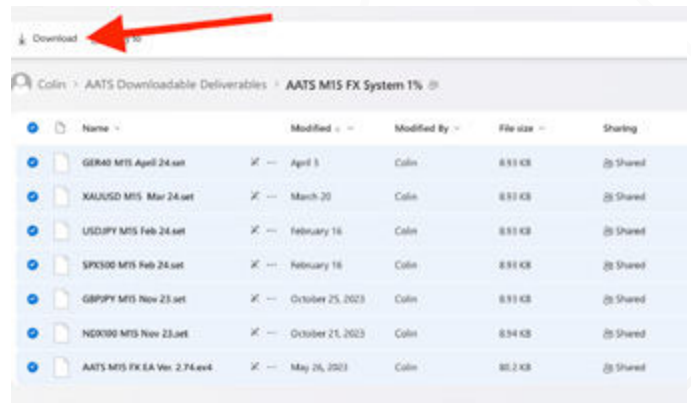 Download to
Colin > AATS Downloadable Deliverables > AATS M15 FX System 1%
Name Modified Modified By File size Sharing
GER40 M15 April 24.set April 3 Colin 8.93 KB Shared
XAUUSD M15 Mar 24.set March 20 Colin 8.93 KB Shared
USDJPY M15 Feb 24.set February 16 Colin 8.93 KB Shared
SPX500 M15 Feb 24.set February 16 Colin 8.93 KB Shared
GBPJPY M15 Nov 23.set October 25, 2023 Colin 8.93 KB Shared
NDX100 M15 Nov 23.set October 21, 2023 Colin 8.94 KB Shared
AATS M15 FX EA Ver. 2.74.ex4 May 26, 2023 Colin 80.2 KB Shared